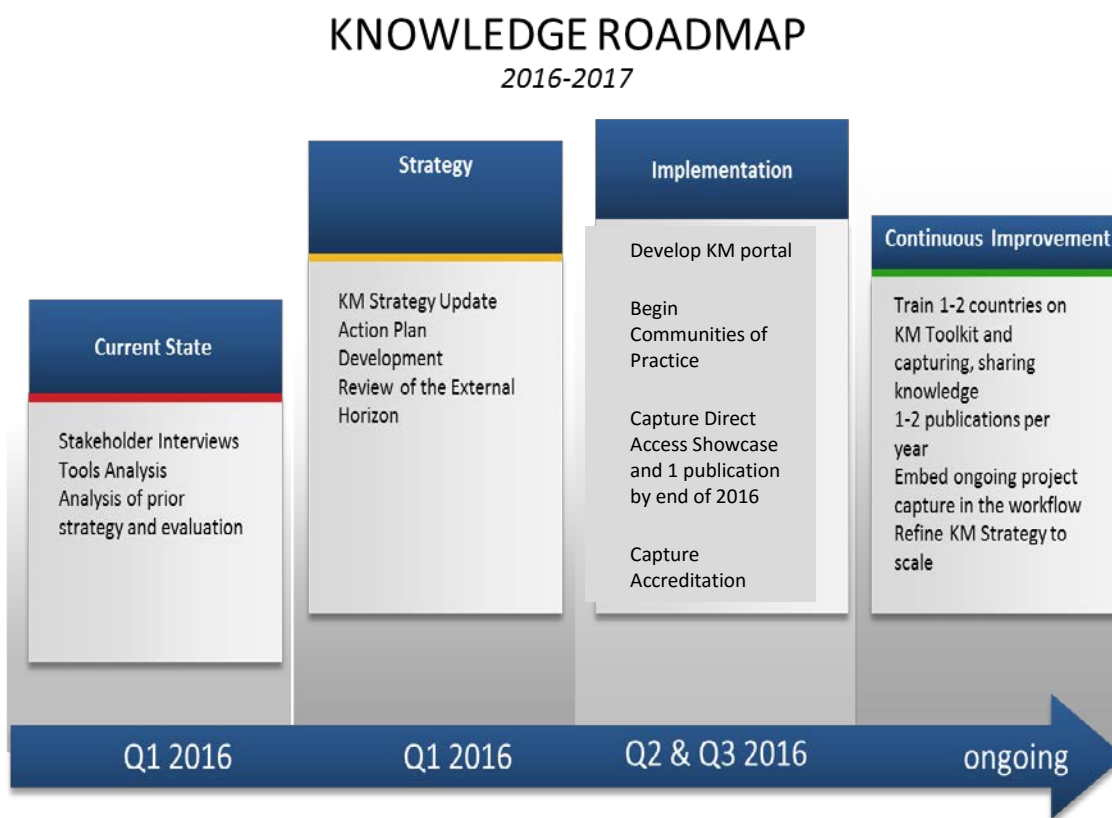 KNOWLEDGE ROADMAP
2016-2017
Current State
Stakeholder Interviews
Tools Analysis
Analysis of prior
strategy and evaluation
Strategy
KM Strategy Update
Action Plan
Development
Review of the External
Horizon
Implementation
Develop KM portal
Begin
Communities of
Practice
Capture Direct
Access Showcase
and 1 publication
by end of 2016
Capture
Accreditation
Continuous Improvement
Train 1-2 countries on
KM Toolkit and
capturing, sharing
knowledge
1-2 publications per
year
Embed ongoing project
capture in the workflow
Refine KM Strategy to
scale
Q1 2016
Q1 2016
Q2 & Q3 2016
ongoing